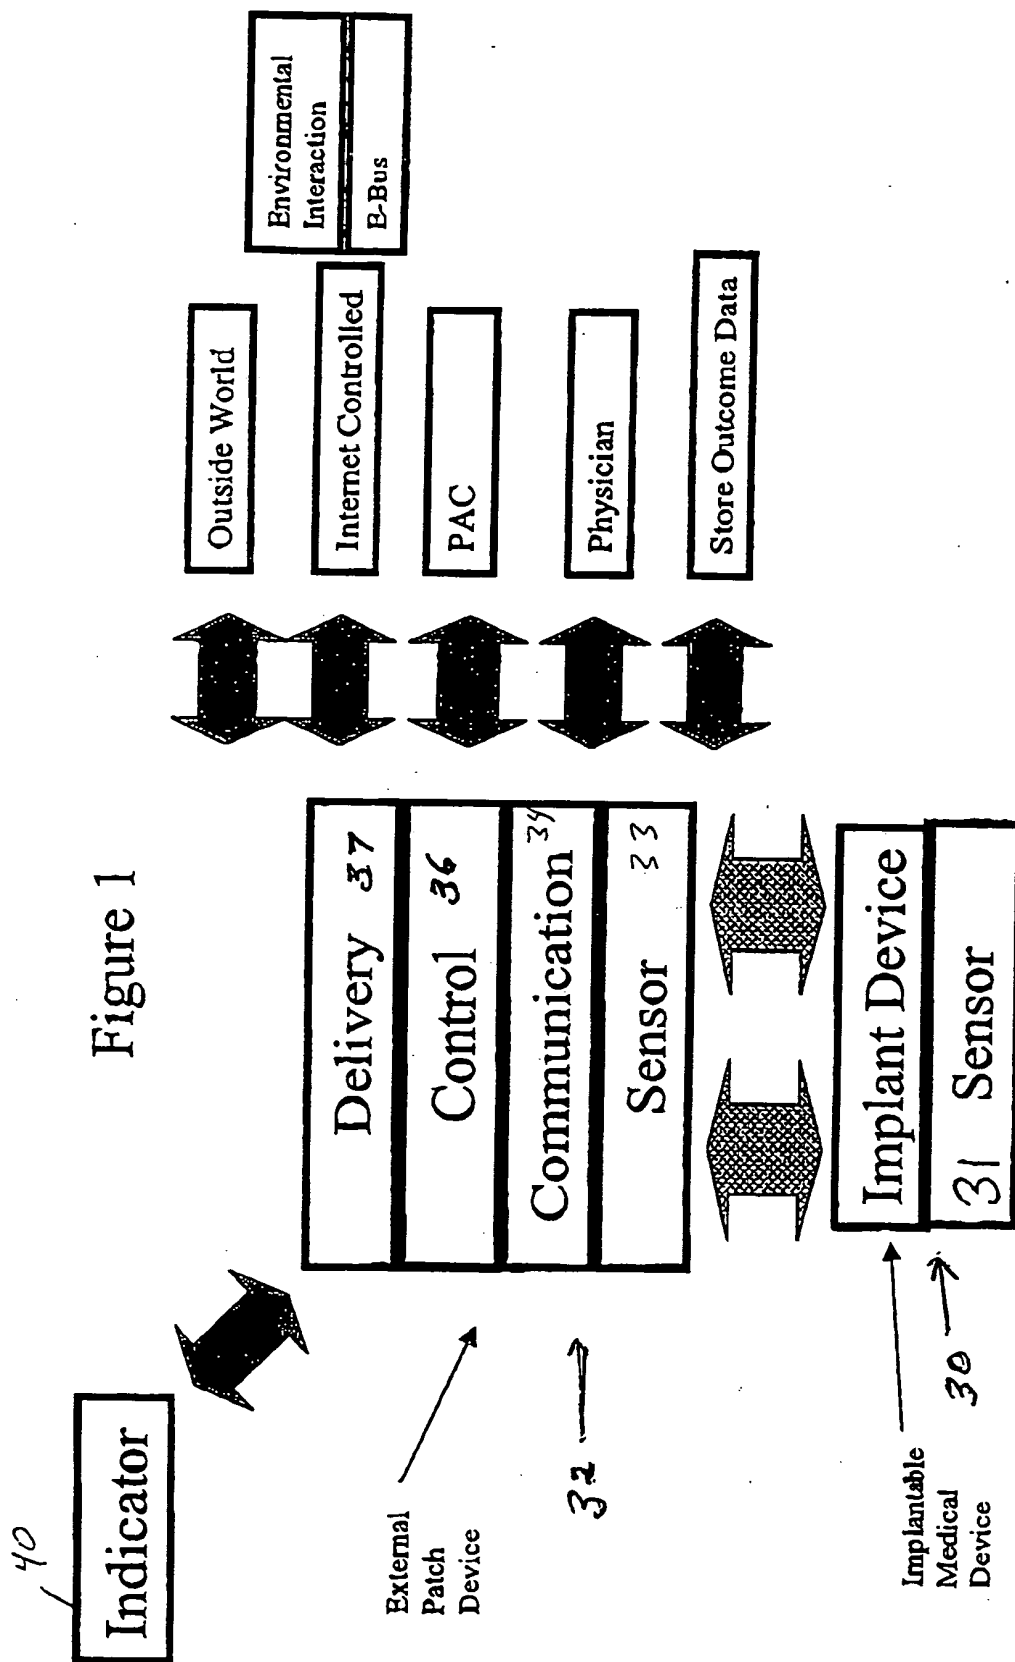 Figure 1
40
Indicator
External
Patch
Device
32
Delivery 37
Control 36
Communication 34
Sensor 33
Outside World
Internet Controlled
Environmental
Interaction
E-Bus
PAC
Physician
Store Outcome Data
Implantable
Medical
Device
30
Implant Device
31 Sensor